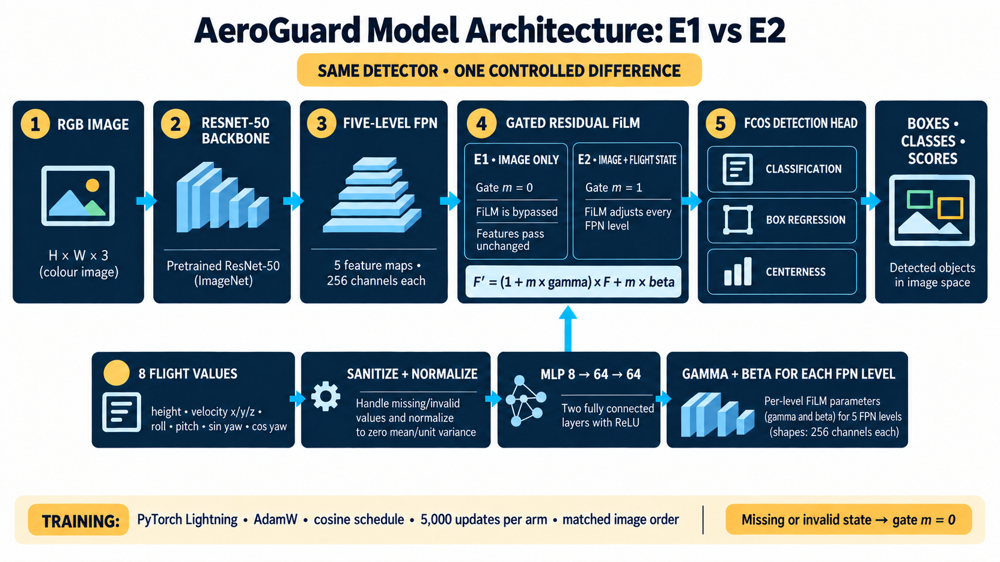 AeroGuard Model Architecture: E1 vs E2
SAME DETECTOR • ONE CONTROLLED DIFFERENCE
1 RGB IMAGE
H × W × 3
(colour image)
2 RESNET-50
BACKBONE
Pretrained ResNet-50
(ImageNet)
3 FIVE-LEVEL FPN
5 feature maps •
256 channels each
4 GATED RESIDUAL FiLM
E1 • IMAGE ONLY
Gate m = 0
FiLM is bypassed
Features pass
unchanged
E2 • IMAGE + FLIGHT STATE
Gate m = 1
FiLM adjusts every
FPN level
F′ = (1 + m × gamma) × F + m × beta
5 FCOS DETECTION HEAD
CLASSIFICATION
BOX REGRESSION
CENTERNESS
BOXES •
CLASSES •
SCORES
Detected objects
in image space
8 FLIGHT VALUES
height • velocity x/y/z •
roll • pitch • sin yaw • cos yaw
SANITIZE + NORMALIZE
Handle missing/invalid
values and normalize
to zero mean/unit variance
MLP 8 → 64 → 64
Two fully connected
layers with ReLU
GAMMA + BETA FOR EACH FPN LEVEL
Per-level FiLM parameters
(gamma and beta) for 5 FPN levels
(shapes: 256 channels each)
TRAINING: PyTorch Lightning • AdamW • cosine schedule • 5,000 updates per arm • matched image order
Missing or invalid state → gate m = 0